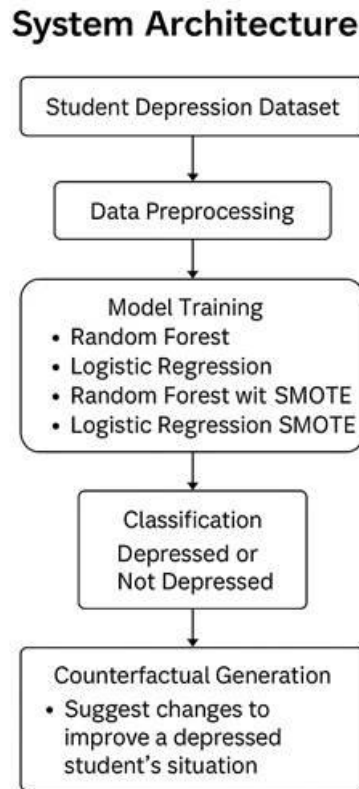 System Architecture
Student Depression Dataset
Data Preprocessing
Model Training
• Random Forest
• Logistic Regression
• Random Forest wit SMOTE
• Logistic Regression SMOTE
Classification
Depressed or
Not Depressed
Counterfactual Generation
• Suggest changes to
improve a depressed
student's situation